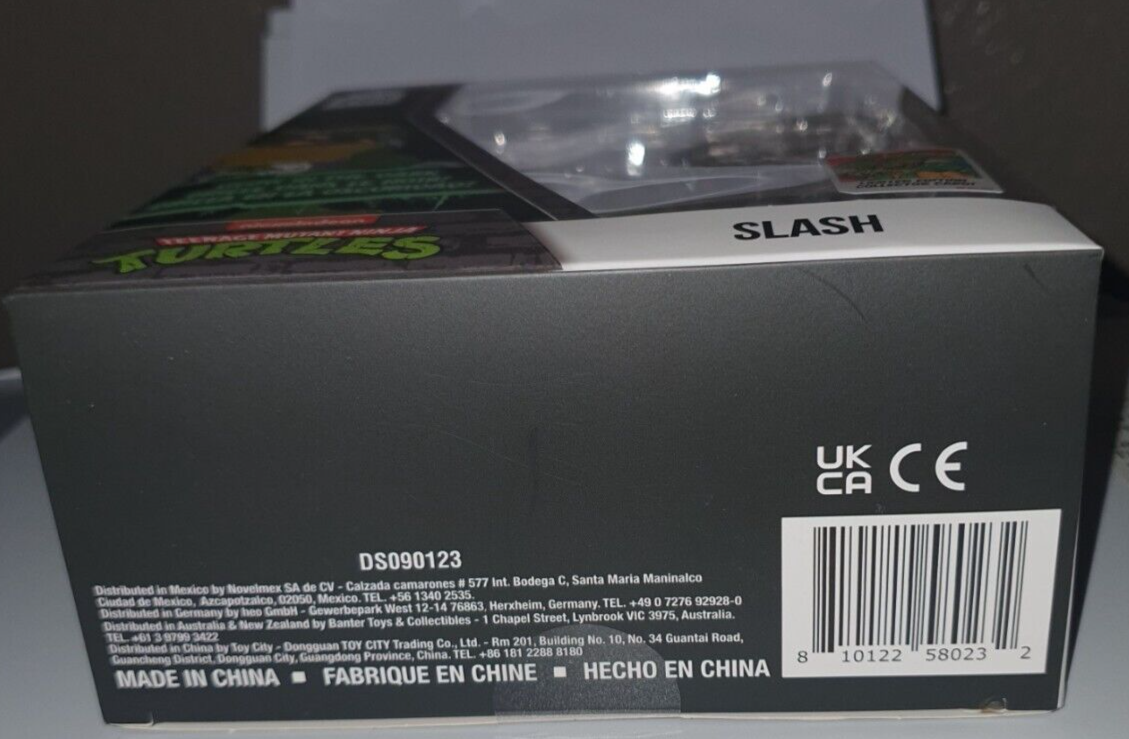 nickelodeon
TEENAGE MUTANT NINJA
TURTLES
SLASH
UK
CA CE
DS090123
Distributed in Mexico by Novelmex SA de CV - Calzada camarones # 577 Int. Bodega C, Santa Maria Maninalco
Ciudad de Mexico, Azcapotzalco, 02050, Mexico. TEL. +56 1340 2535.
Distributed in Germany by heo GmbH - Gewerbepark West 12-14 76863, Herxheim, Germany. TEL. +49 0 7276 92928-0
Distributed in Australia & New Zealand by Banter Toys & Collectibles - 1 Chapel Street, Lynbrook VIC 3975, Australia.
TEL. +61 3 9799 3422
Distributed in China by Toy City - Dongguan TOY CITY Trading Co., Ltd. - Rm 201, Building No. 10, No. 34 Guantai Road,
Guancheng District, Dongguan City, Guangdong Province, China. TEL. +86 181 2288 8180
MADE IN CHINA ■ FABRIQUE EN CHINE ■ HECHO EN CHINA
8 10122 58023 2